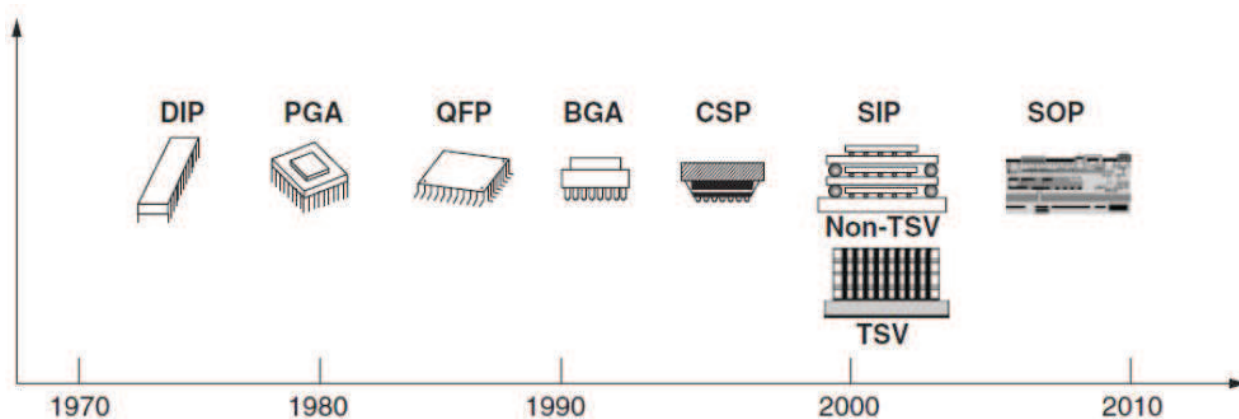 DIP PGA QFP BGA CSP SIP SOP
Non-TSV
TSV
1970 1980 1990 2000 2010